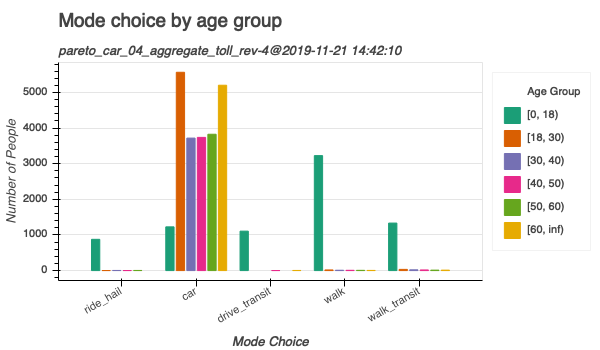 Mode choice by age group
pareto_car_04_aggregate_toll_rev-4@2019-11-21 14:42:10
Number of People
5000
4000
3000
2000
1000
0
ride_hail
car
drive_transit
walk
walk_transit
Mode Choice
Age Group
[0, 18)
[18, 30)
[30, 40)
[40, 50)
[50, 60)
[60, inf)